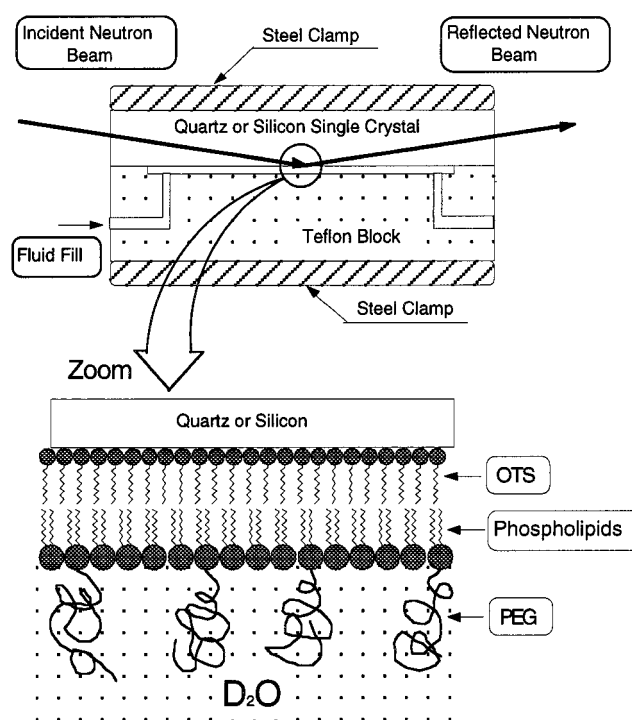 Incident Neutron
Beam
Steel Clamp
Reflected Neutron
Beam
Quartz or Silicon Single Crystal
Teflon Block
Fluid Fill
Steel Clamp
Zoom
Quartz or Silicon
OTS
Phospholipids
PEG
D₂O